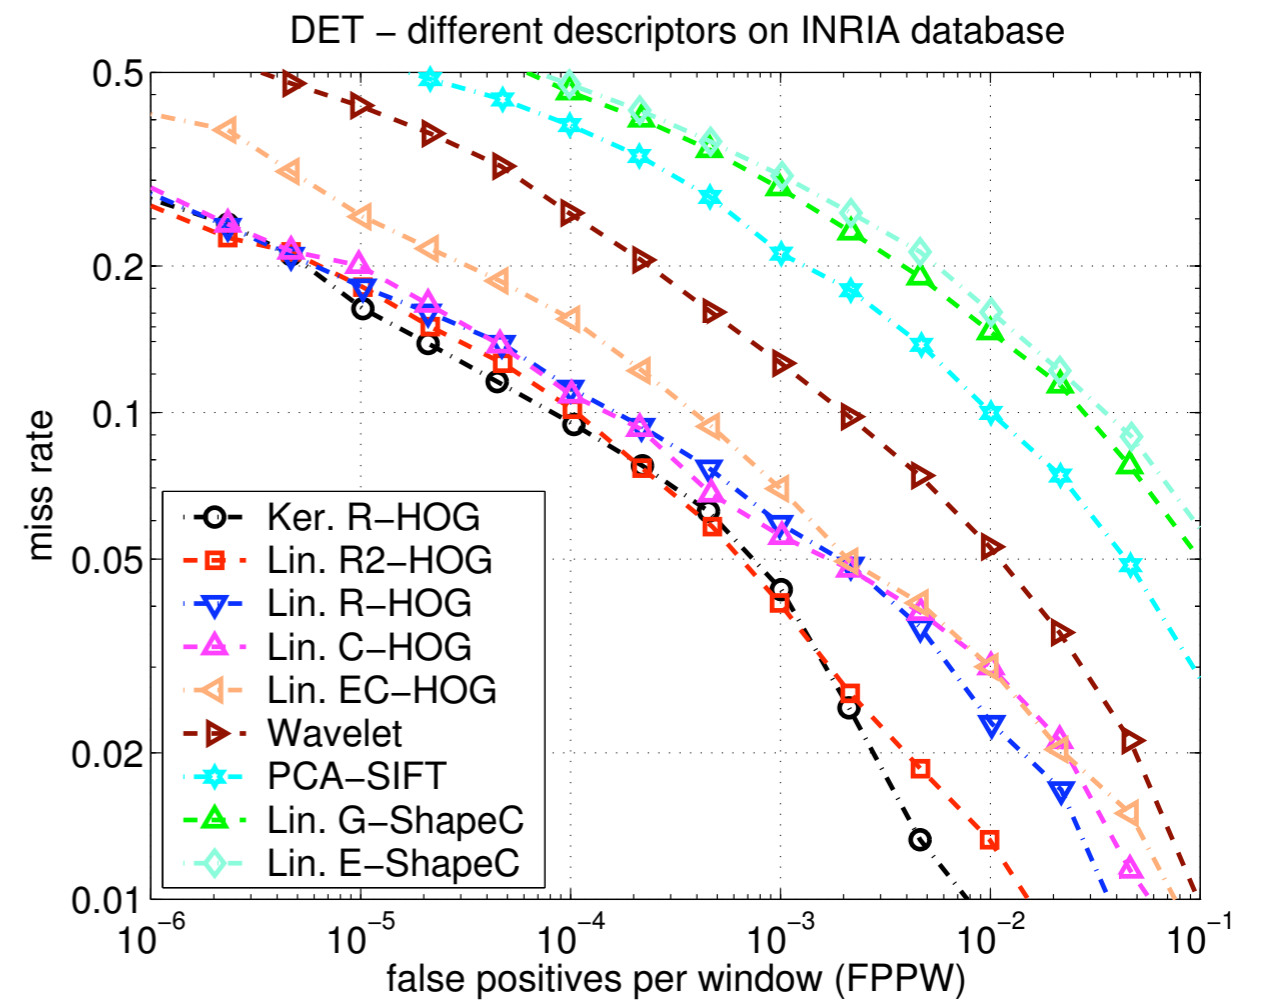 DET – different descriptors on INRIA database
0.5
0.2
0.1
0.05
0.02
0.01
miss rate
Ker. R–HOG
Lin. R2–HOG
Lin. R–HOG
Lin. C–HOG
Lin. EC–HOG
Wavelet
PCA–SIFT
Lin. G–ShapeC
Lin. E–ShapeC
10⁻⁶ 10⁻⁵ 10⁻⁴ 10⁻³ 10⁻² 10⁻¹
false positives per window (FPPW)